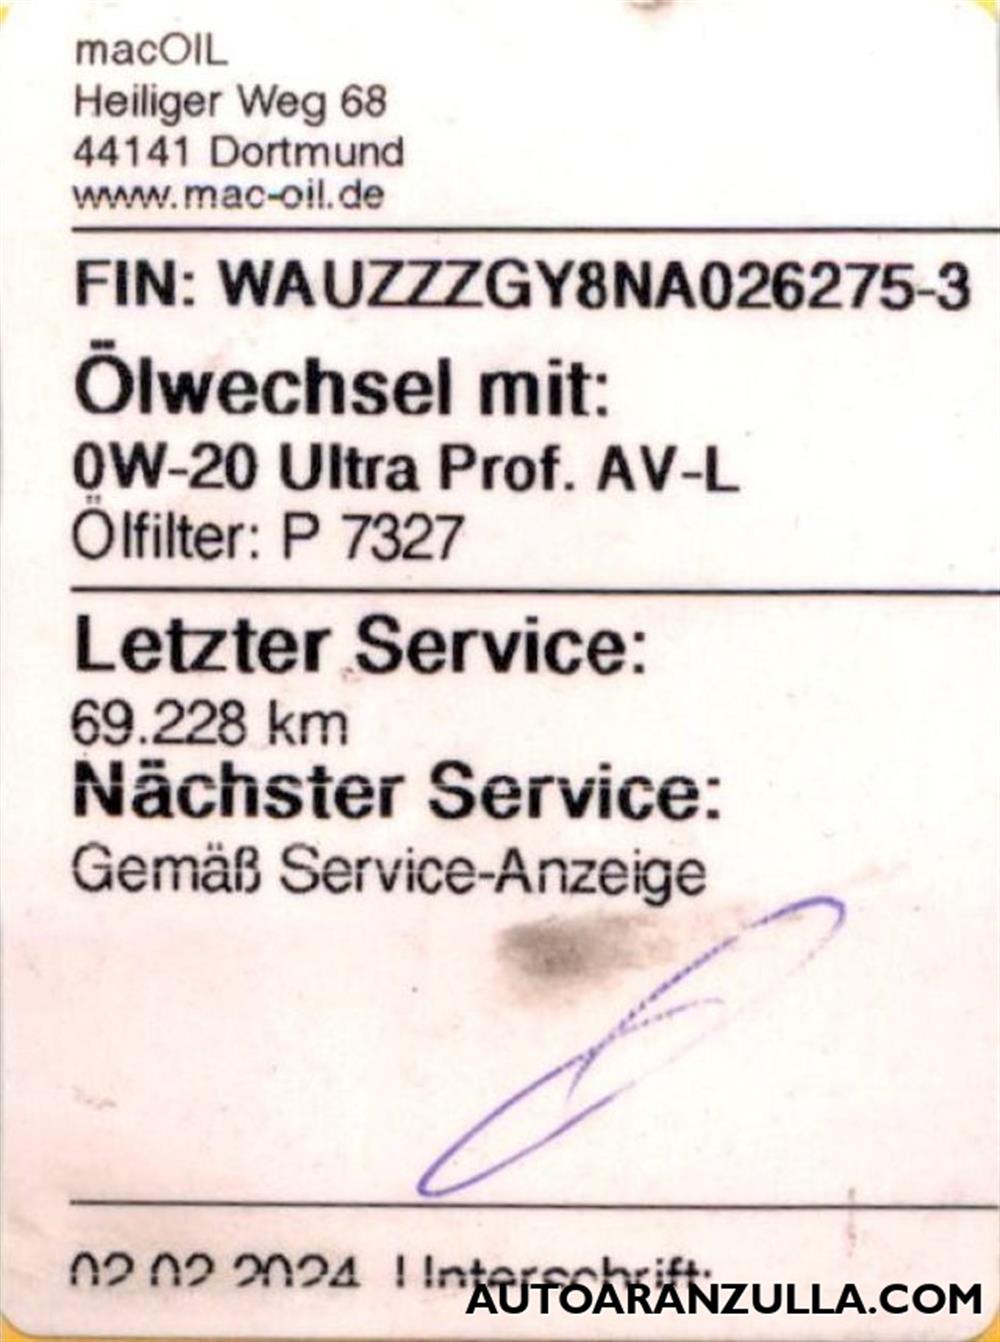 macOIL
Heiliger Weg 68
44141 Dortmund
www.mac-oil.de
FIN: WAUZZZGY8NA026275-3
Ölwechsel mit:
0W-20 Ultra Prof. AV-L
Ölfilter: P 7327
Letzter Service:
69.228 km
Nächster Service:
Gemäß Service-Anzeige
02.02.2024 Unterschrift:
AUTOARANZULLA.COM